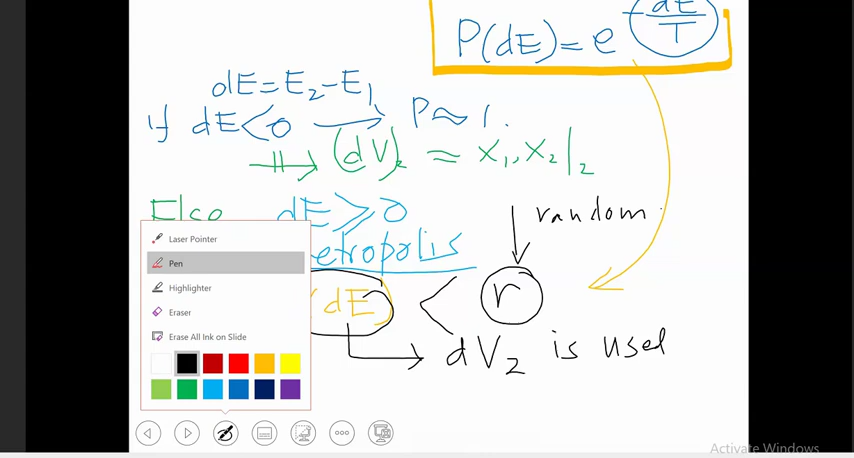 P(dE) = e^{-dE/T}
dE = E2 - E1
if dE < 0 → P ≈ 1.
(dV)2 = x1, x2|2
Else dE ≥ 0
etropolis
random
(dE) < r
dV2 is used
Laser Pointer
Pen
Highlighter
Eraser
Erase All Ink on Slide
Activate Windows